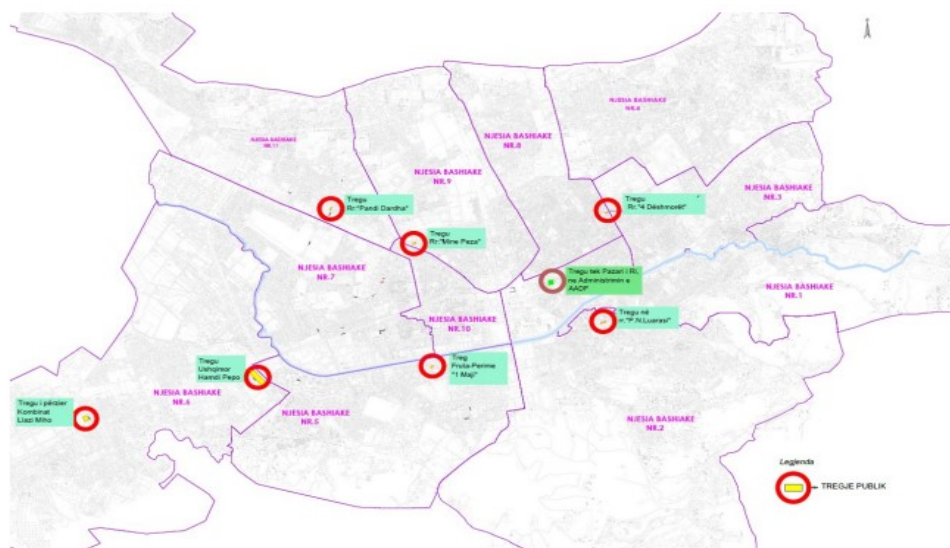 NJESIA BASHIAKE
NR.4
NJESIA BASHIAKE
NR.8
NJESIA BASHIAKE
NR.11
NJESIA BASHIAKE
NR.9
NJESIA BASHIAKE
NR.3
Tregu
Rr."Pandi Dardha"
Tregu
Rr."4 Dëshmorët"
Tregu
Rr."Mine Peza"
NJESIA BASHIAKE
NR.7
Tregu tek Pazari i Ri,
ne Administrimin e
AADF
NJESIA BASHIAKE
NR.1
Tregu në
rr."P.N.Luarasi"
NJESIA BASHIAKE
NR.10
Tregu
Ushqimor
Hamdi Pepo
Treg
Fruta-Perime
"1 Maji"
NJESIA BASHIAKE
NR.6
Tregu i përzier
Kombinat
Llazi Miho
NJESIA BASHIAKE
NR.5
NJESIA BASHIAKE
NR.2
Legjenda
TREGJE PUBLIK